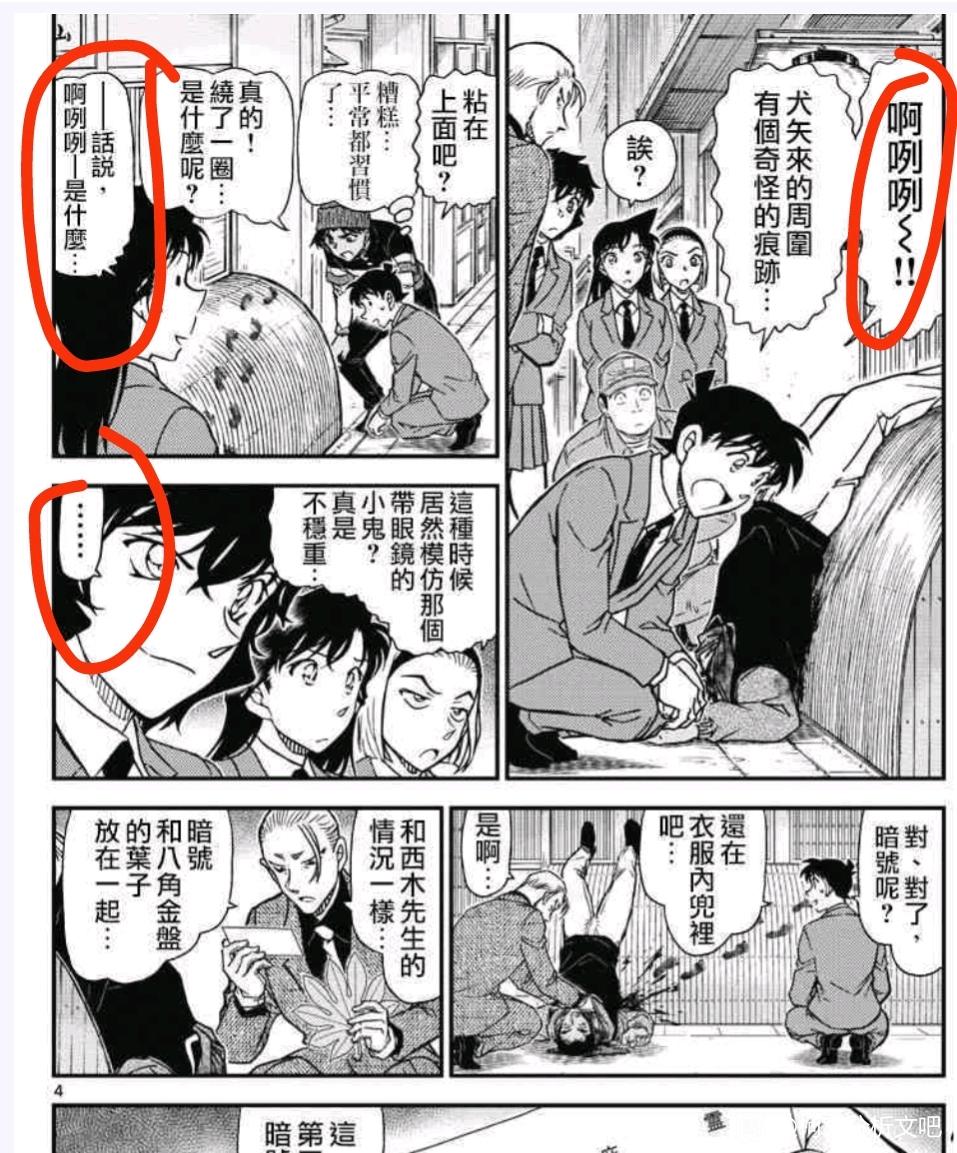 啊咧咧~!!
犬矢來的周圍
有個奇怪的痕跡…
誒?
粘在
上面吧?
糟糕…
平常都習慣
了…
真的!
繞了一圈…
是什麼呢?
——話説,
啊咧咧—是什麼…
這種時候
居然模仿那個
帶眼鏡的
小鬼?
真是
不穩重…
……
對、對了,
暗號呢?
還在
衣服內兜裡
吧…
是啊…
和西木先生的
情況一樣…
暗號
和八角金盤
的葉子
放在一起…
4
靈
這
第
暗
析文吧